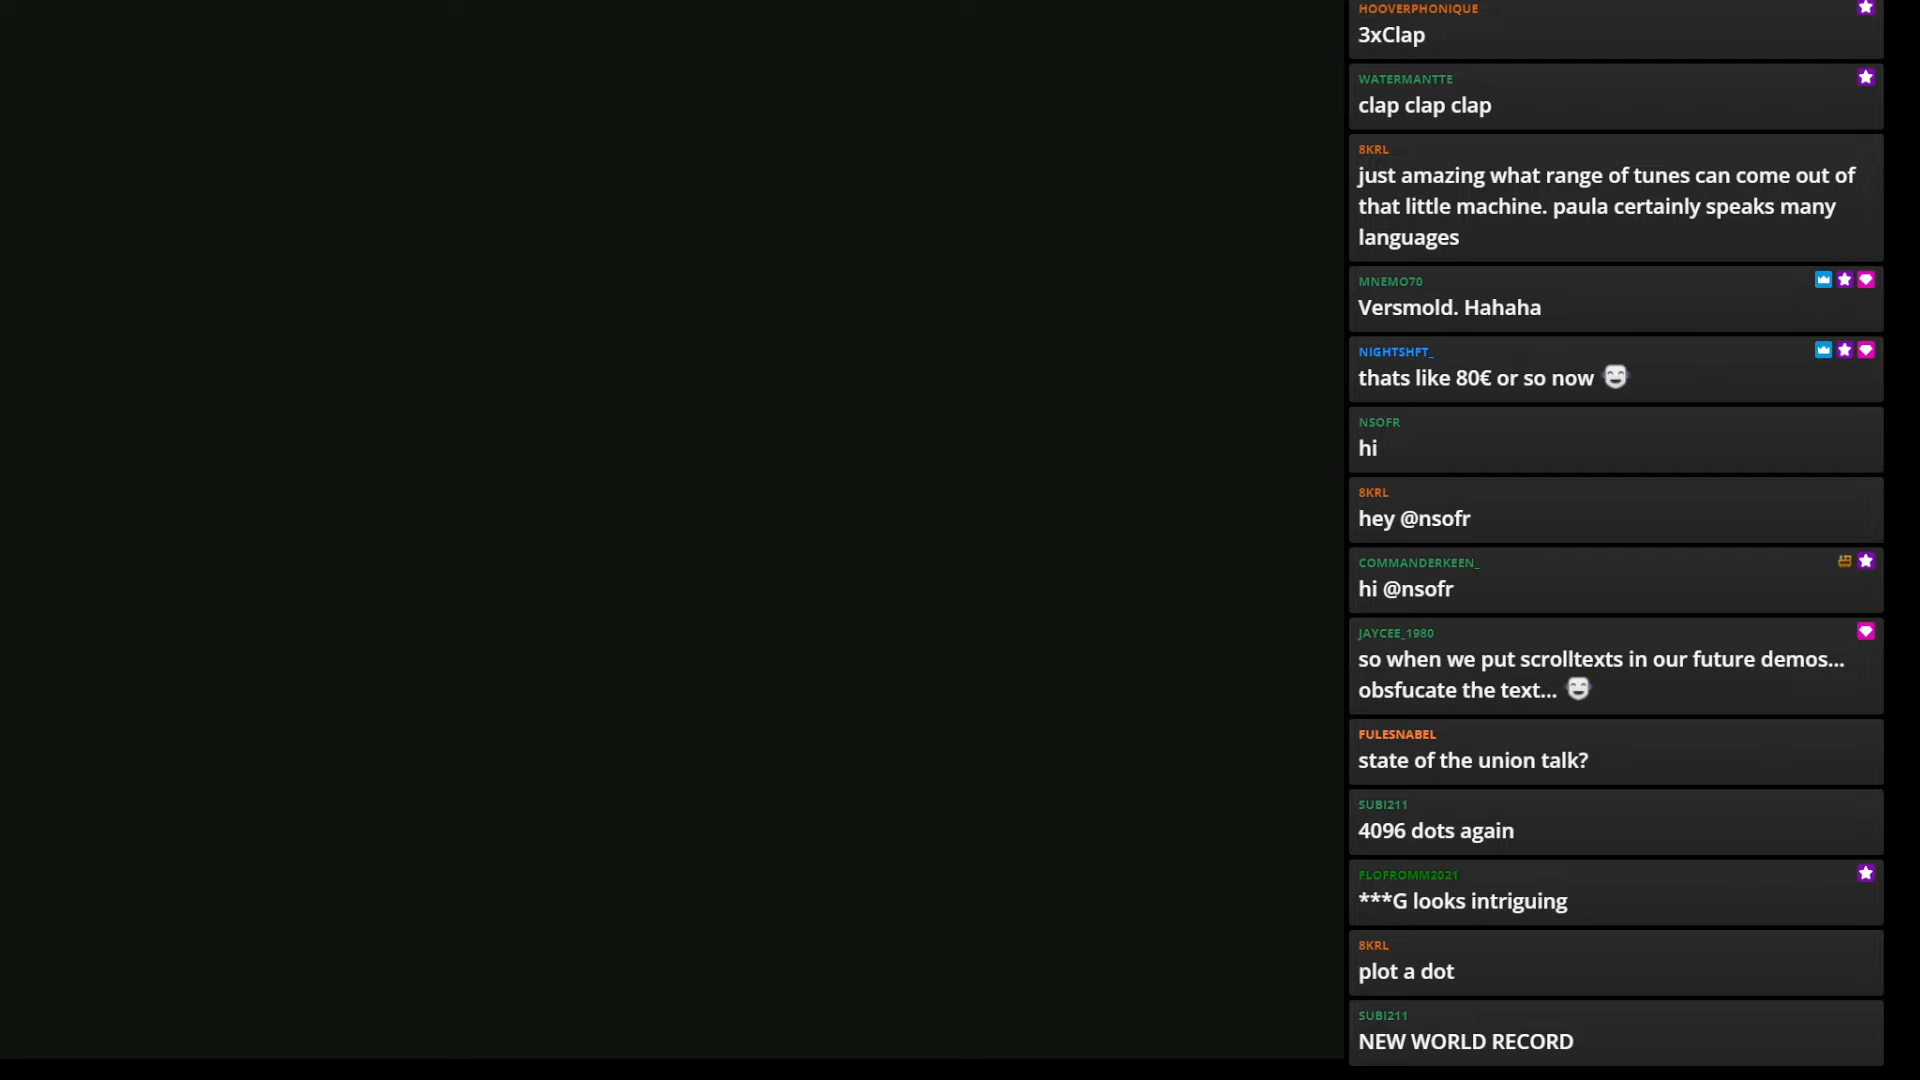 HOOVERPHONIQUE
3xClap
WATERMANTTE
clap clap clap
8KRL
just amazing what range of tunes can come out of
that little machine. paula certainly speaks many
languages
MNEMO70
Versmold. Hahaha
NIGHTSHFT_
thats like 80€ or so now
NSOFR
hi
8KRL
hey @nsofr
COMMANDERKEEN_
hi @nsofr
JAYCEE_1980
so when we put scrolltexts in our future demos...
obsfucate the text...
FULESNABEL
state of the union talk?
SUBI211
4096 dots again
FLOFROMM2021
***G looks intriguing
8KRL
plot a dot
SUBI211
NEW WORLD RECORD